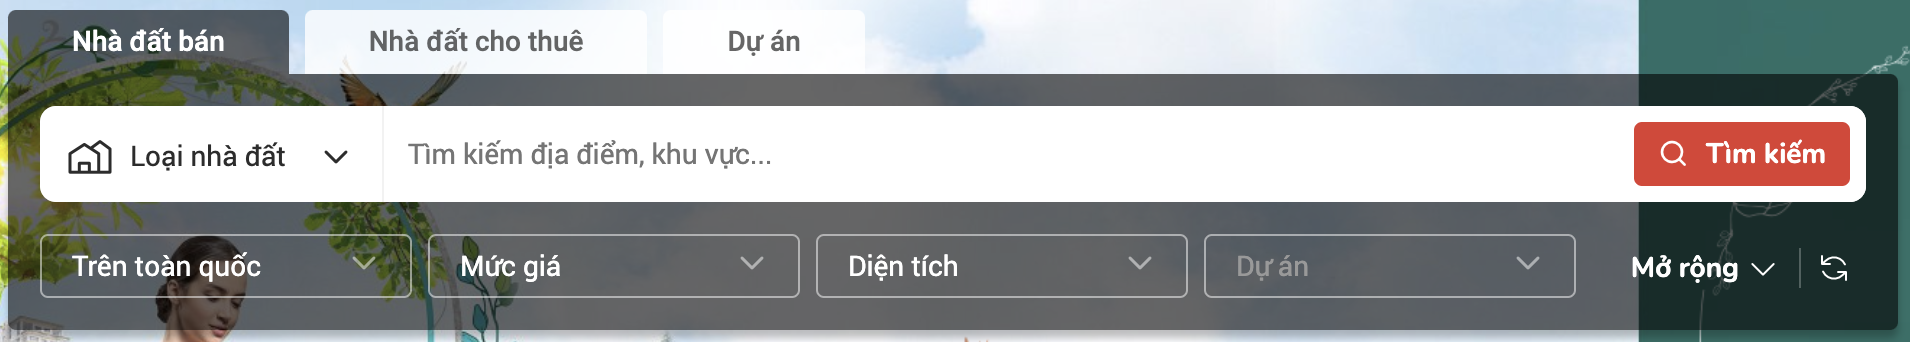 Nhà đất bán
Nhà đất cho thuê
Dự án
Loại nhà đất
Tìm kiếm địa điểm, khu vực...
Tìm kiếm
Trên toàn quốc
Mức giá
Diện tích
Dự án
Mở rộng